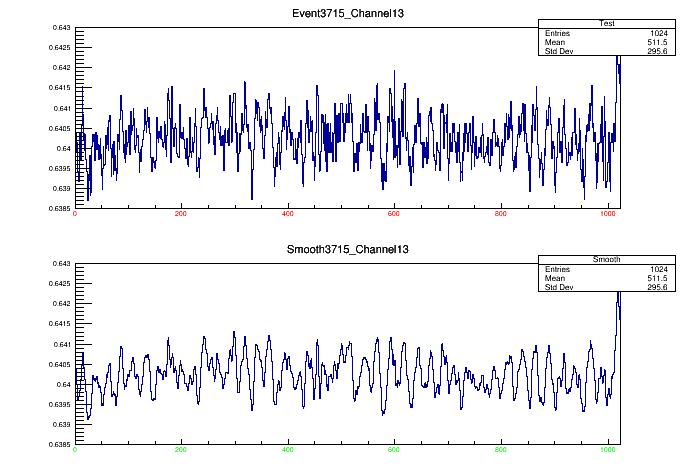 Event3715_Channel13
Test
Entries 1024
Mean 511.5
Std Dev 295.6
0.643
0.6425
0.642
0.6415
0.641
0.6405
0.64
0.6395
0.639
0.6385
0 200 400 600 800 1000
Smooth3715_Channel13
Smooth
Entries 1024
Mean 511.5
Std Dev 295.6
0.643
0.6425
0.642
0.6415
0.641
0.6405
0.64
0.6395
0.639
0.6385
0 200 400 600 800 1000